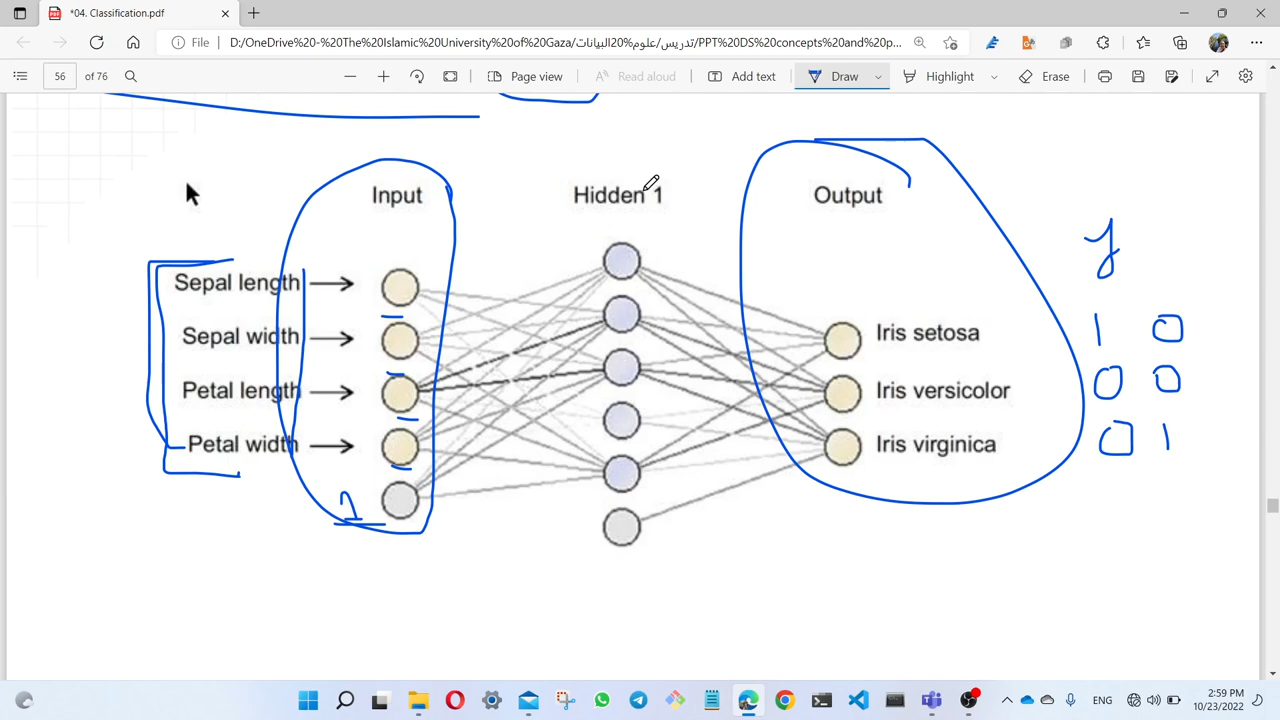 *04. Classification.pdf
File D:/OneDrive%20-%20The%20Islamic%20University%20of%20Gaza/تدريس/علوم%20البيانات/PPT%20DS%20concepts%20and%20p...
56 of 76 Page view Read aloud Add text Draw Highlight Erase
Input Hidden 1 Output
y
Sepal length
Iris setosa 1 0
Sepal width
Petal length Iris versicolor 0 0
Petal width Iris virginica 0 1
1
ENG 2:59 PM
10/23/2022